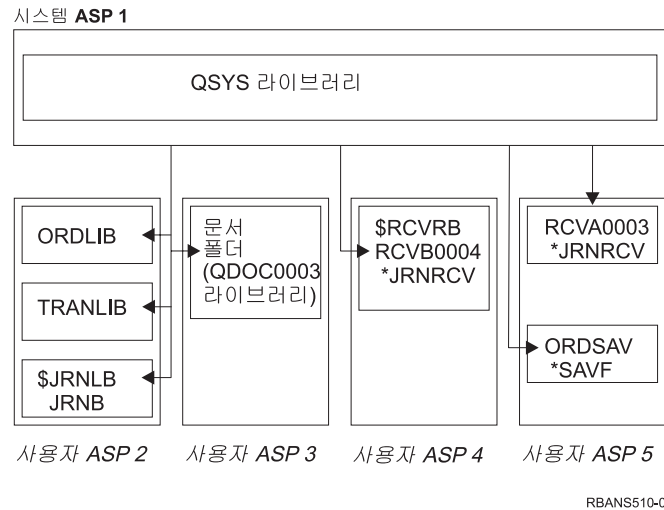 시스템 ASP 1
QSYS 라이브러리
ORDLIB
TRANLIB
$JRNLB
JRNB
사용자 ASP 2
문서
폴더
(QDOC0003
라이브러리)
사용자 ASP 3
$RCVRB
RCVB0004
*JRNRCV
사용자 ASP 4
RCVA0003
*JRNRCV
ORDSAV
*SAVF
사용자 ASP 5
RBANS510-0